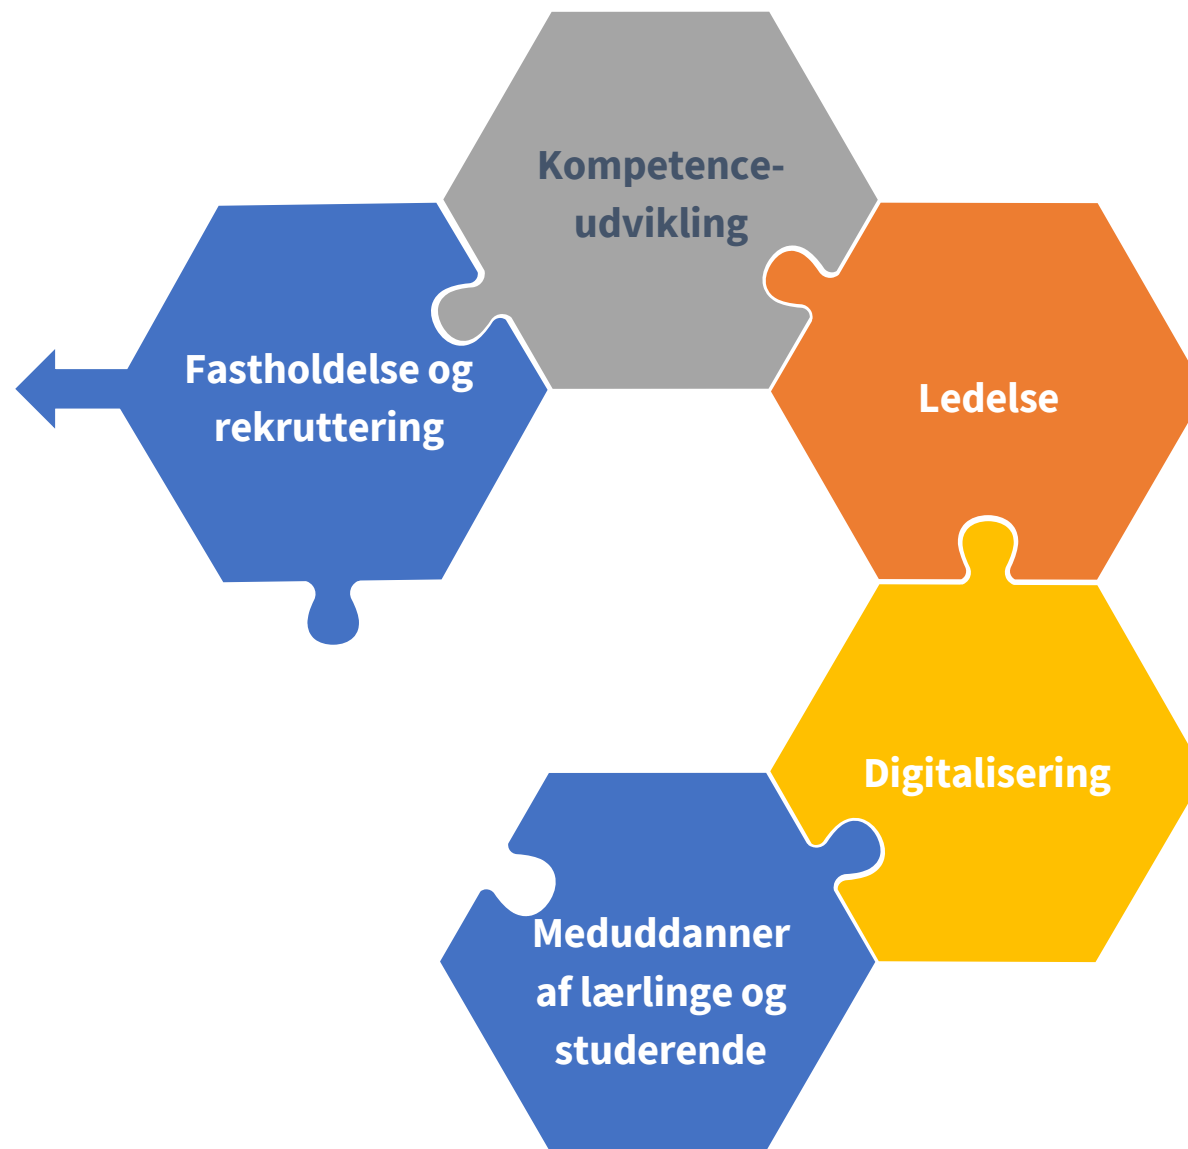 Kompetence-
udvikling
Fastholdelse og
rekruttering
Ledelse
Digitalisering
Meduddanner
af lærlinge og
studerende